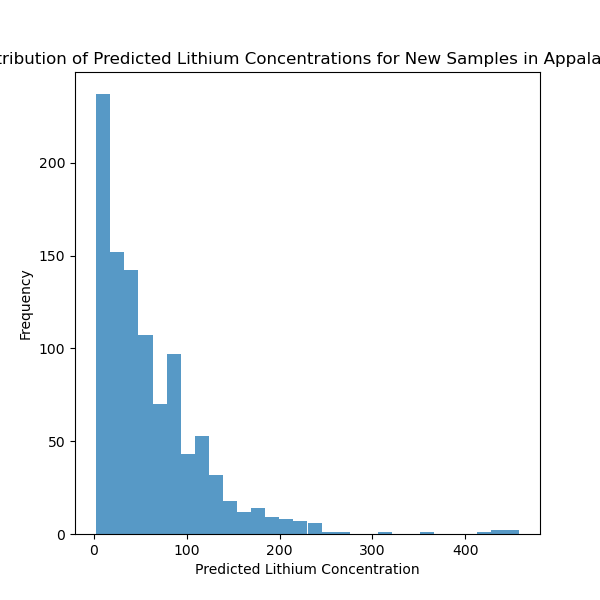 tribution of Predicted Lithium Concentrations for New Samples in Appala
200
150
100
50
0
Frequency
0 100 200 300 400
Predicted Lithium Concentration